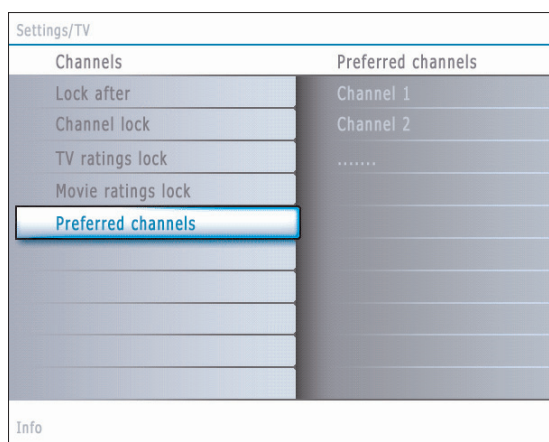 Settings/TV
Channels
Preferred channels
Lock after
Channel 1
Channel lock
Channel 2
TV ratings lock
.......
Movie ratings lock
Preferred channels
Info